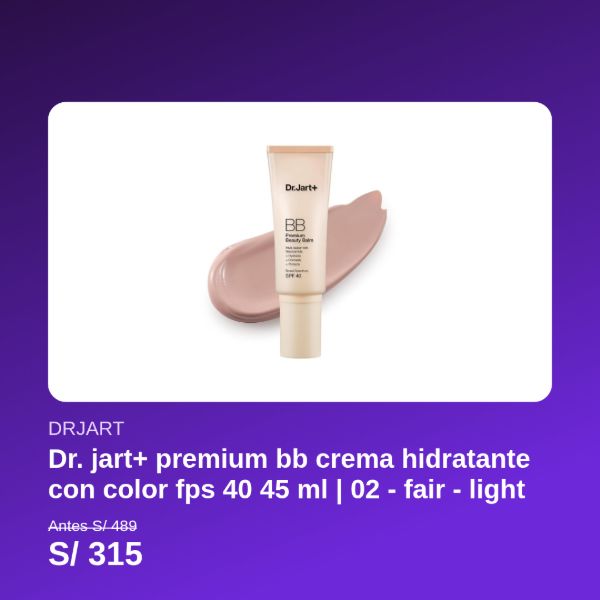 Dr.Jart+
BB
Premium
Beauty Balm
SPF 40
DRJART
Dr. jart+ premium bb crema hidratante
con color fps 40 45 ml | 02 - fair - light
Antes S/ 489
S/ 315